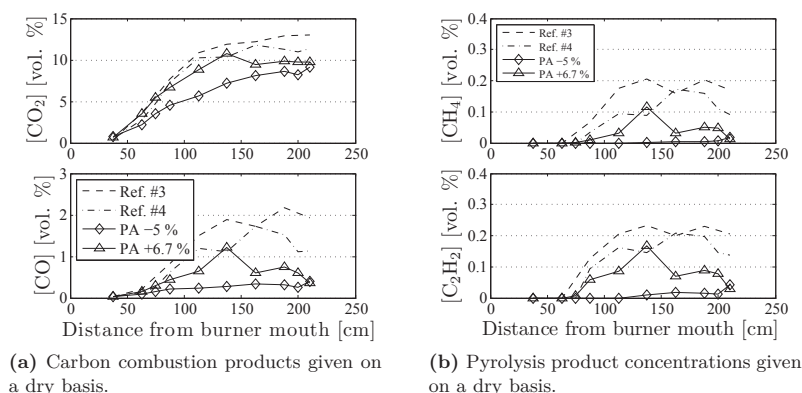 15
10
5
0
[CO2] [vol. %]
0 50 100 150 200
3
2
1
0
[CO] [vol. %]
Ref. #3
Ref. #4
PA −5 %
PA +6.7 %
0 50 100 150 200
Distance from burner mouth [cm]
(a) Carbon combustion products given on
a dry basis.
0.4
0.3
0.2
0.1
0
[CH4] [vol. %]
Ref. #3
Ref. #4
PA −5 %
PA +6.7 %
0 50 100 150 200
0.4
0.3
0.2
0.1
0
[C2H2] [vol. %]
0 50 100 150 200
Distance from burner mouth [cm]
(b) Pyrolysis product concentrations given
on a dry basis.